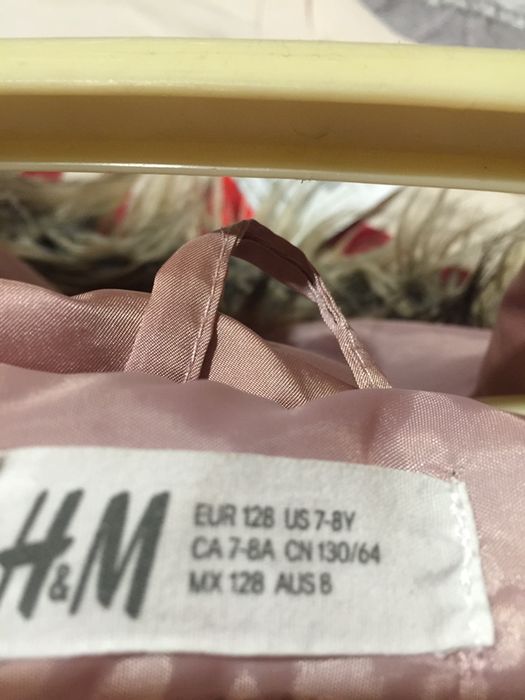 H&M
EUR 128 US 7-8Y
CA 7-8A CN 130/64
MX 128 AUS 8